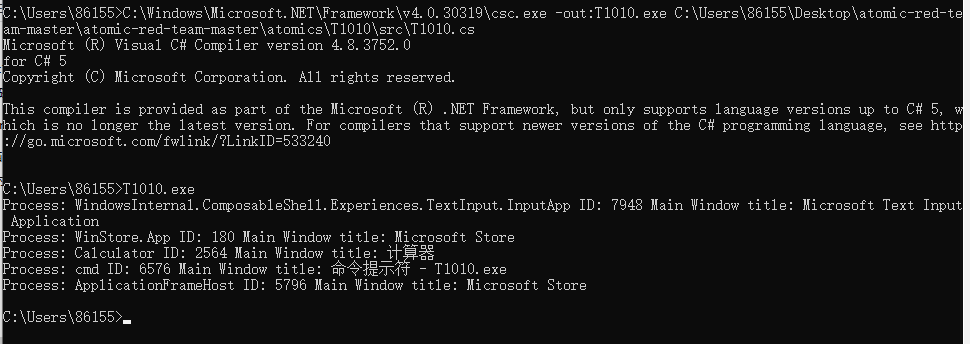 C:\Users\86155>C:\Windows\Microsoft.NET\Framework\v4.0.30319\csc.exe -out:T1010.exe C:\Users\86155\Desktop\atomic-red-te
am-master\atomic-red-team-master\atomics\T1010\src\T1010.cs
Microsoft (R) Visual C# Compiler version 4.8.3752.0
for C# 5
Copyright (C) Microsoft Corporation. All rights reserved.
This compiler is provided as part of the Microsoft (R) .NET Framework, but only supports language versions up to C# 5, w
hich is no longer the latest version. For compilers that support newer versions of the C# programming language, see http
://go.microsoft.com/fwlink/?LinkID=533240
C:\Users\86155>T1010.exe
Process: WindowsInternal.ComposableShell.Experiences.TextInput.InputApp ID: 7948 Main Window title: Microsoft Text Input
Application
Process: WinStore.App ID: 180 Main Window title: Microsoft Store
Process: Calculator ID: 2564 Main Window title: 计算器
Process: cmd ID: 6576 Main Window title: 命令提示符 - T1010.exe
Process: ApplicationFrameHost ID: 5796 Main Window title: Microsoft Store
C:\Users\86155>